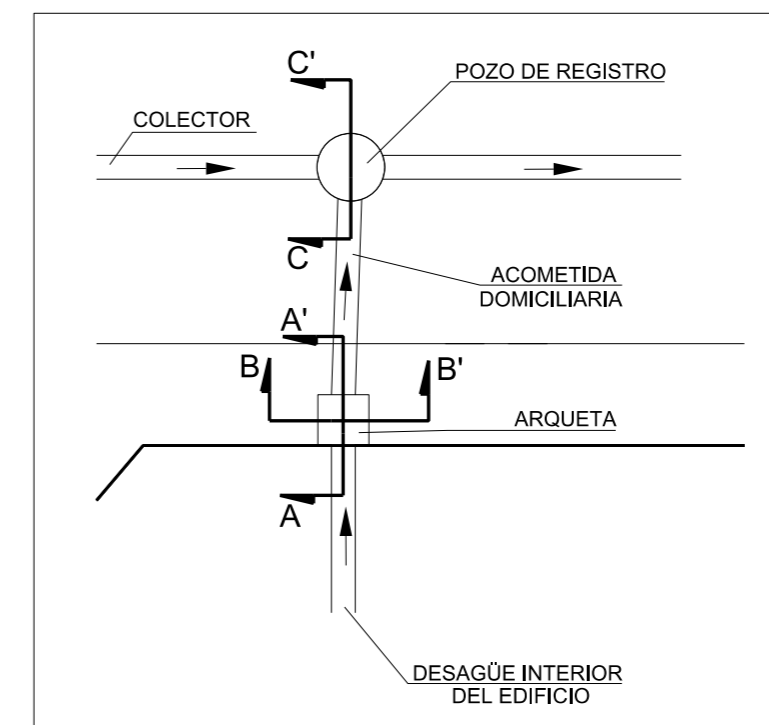 C'
POZO DE REGISTRO
COLECTOR
C
ACOMETIDA
DOMICILIARIA
A'
B
B'
ARQUETA
A
DESAGÜE INTERIOR
DEL EDIFICIO